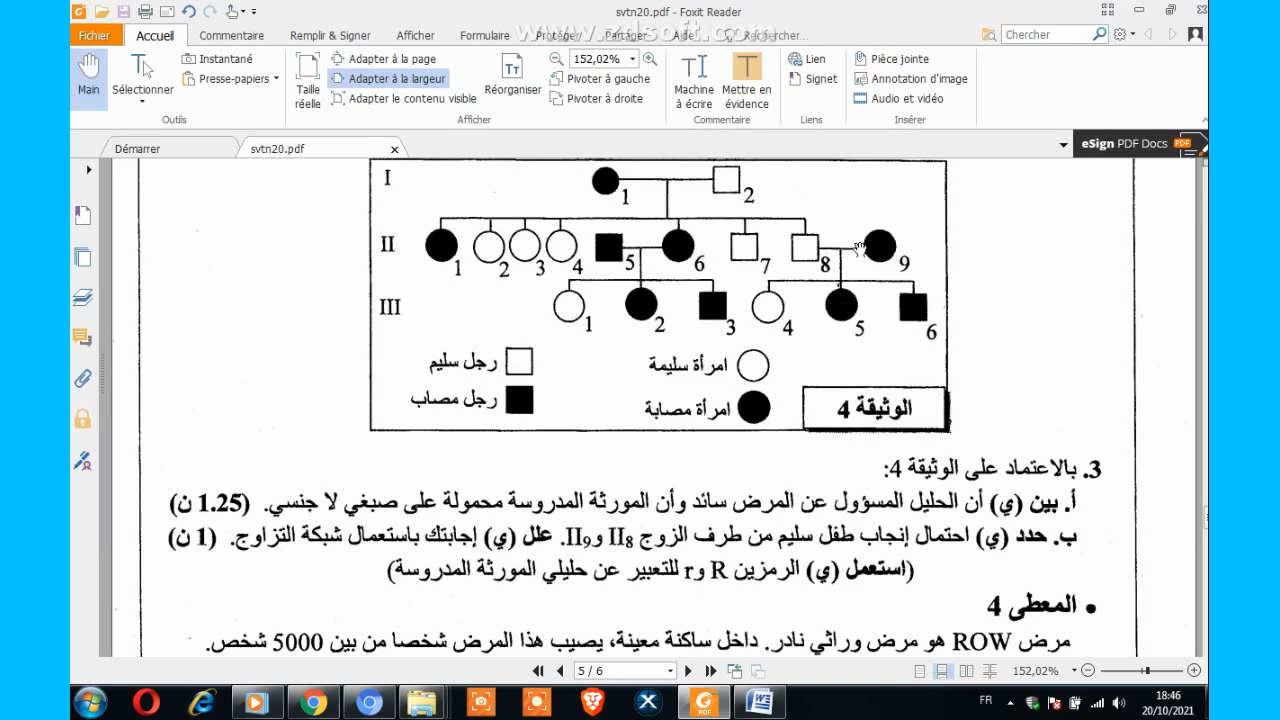 svtn20.pdf - Foxit Reader
www.zdsoft.com
Fichier Accueil Commentaire Remplir & Signer Afficher Formulaire Protéger Partager Aide Rechercher... Chercher
Main
Sélectionner
Instantané
Presse-papiers
Outils
Taille réelle
Adapter à la page
Adapter à la largeur
Adapter le contenu visible
Réorganiser
152,02%
Pivoter à gauche
Pivoter à droite
Afficher
Machine à écrire
Mettre en évidence
Commentaire
Lien
Signet
Liens
Pièce jointe
Annotation d'image
Audio et vidéo
Insérer
Démarrer svtn20.pdf
eSign PDF Docs PDF
I 1 2
II 1 2 3 4 5 6 7 8 9
III 1 2 3 4 5 6
امرأة سليمة رجل سليم
امرأة مصابة رجل مصاب
الوثيقة 4
3. بالاعتماد على الوثيقة 4:
أ. بين (ي) أن الحليل المسؤول عن المرض سائد وأن المورثة المدروسة محمولة على صبغي لا جنسي. (1.25 ن)
ب. حدد (ي) احتمال إنجاب طفل سليم من طرف الزوج II8 وII9. علل (ي) إجابتك باستعمال شبكة التزاوج. (1 ن)
(استعمل (ي) الرمزين R وr للتعبير عن حليلي المورثة المدروسة)
• المعطى 4
مرض ROW هو مرض وراثي نادر. داخل ساكنة معينة، يصيب هذا المرض شخصا من بين 5000 شخص.
5 / 6
152,02%
FR
18:46
20/10/2021